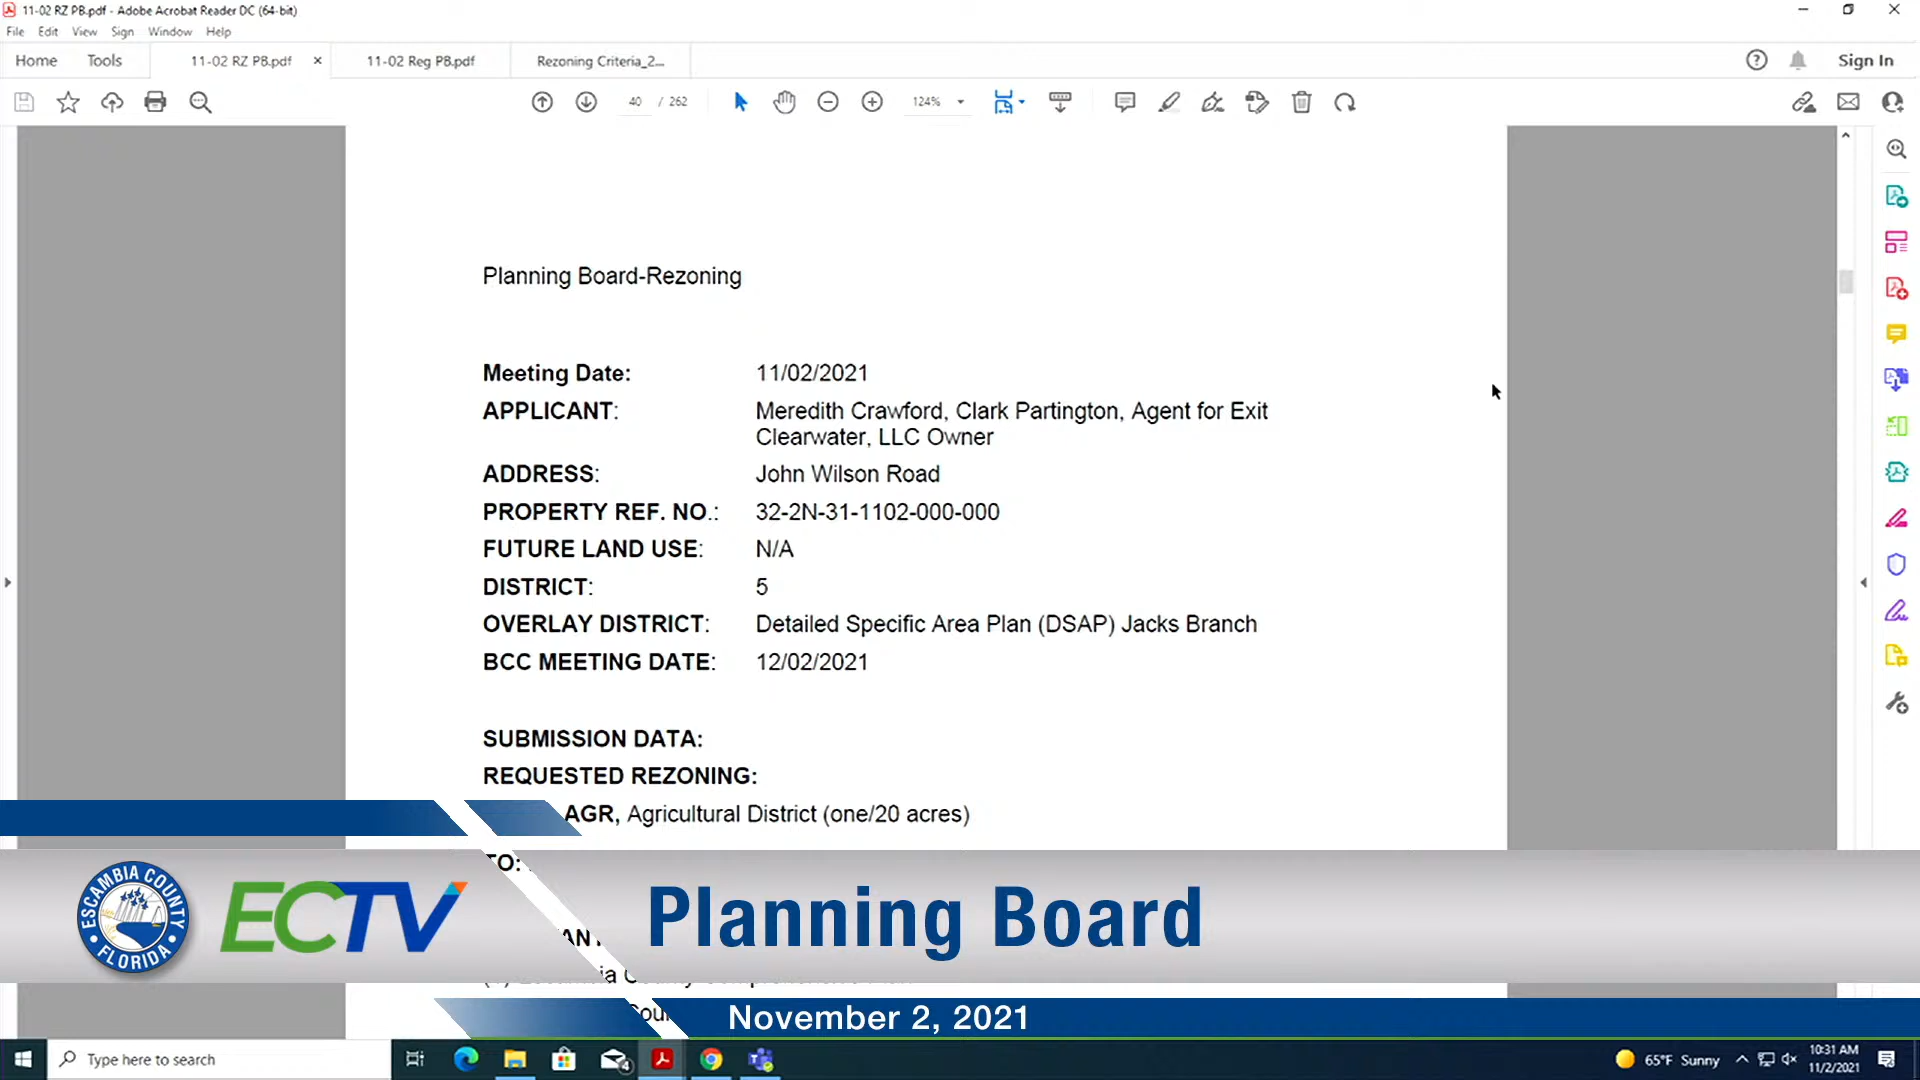 11-02 RZ PB.pdf - Adobe Acrobat Reader DC (64-bit)
File Edit View Sign Window Help
Home Tools 11-02 RZ PB.pdf × 11-02 Reg PB.pdf Rezoning Criteria_2... Sign In
40 / 262 124%
Planning Board-Rezoning
Meeting Date: 11/02/2021
APPLICANT: Meredith Crawford, Clark Partington, Agent for Exit
Clearwater, LLC Owner
ADDRESS: John Wilson Road
PROPERTY REF. NO.: 32-2N-31-1102-000-000
FUTURE LAND USE: N/A
DISTRICT: 5
OVERLAY DISTRICT: Detailed Specific Area Plan (DSAP) Jacks Branch
BCC MEETING DATE: 12/02/2021
SUBMISSION DATA:
REQUESTED REZONING:
AGR, Agricultural District (one/20 acres)
TO:
ESCAMBIA COUNTY
FLORIDA
ECTV
Planning Board
November 2, 2021
Type here to search
4
65°F Sunny
10:31 AM
11/2/2021